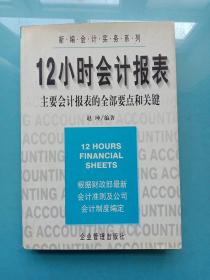 新·编·会·计·实·务·系·列
12小时会计报表
主要会计报表的全部要点和关键
赵坤/编著
ACCOUNTING
12 HOURS
FINANCIAL
SHEETS
根据财政部最新
会计准则及公司
会计制度编定
企业管理出版社